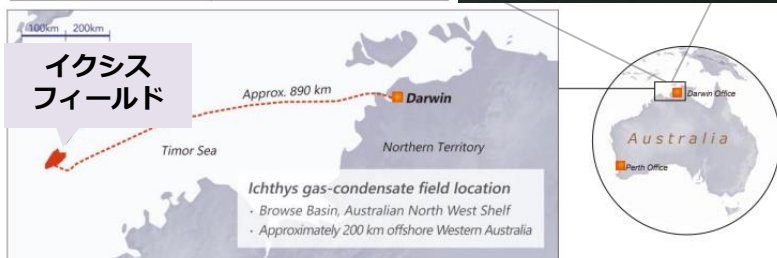 100km 200km
イクシス
フィールド
Approx. 890 km
Darwin
Timor Sea
Northern Territory
Ichthys gas-condensate field location
・ Browse Basin, Australian North West Shelf
・ Approximately 200 km offshore Western Australia
Darwin Office
Australia
Perth Office